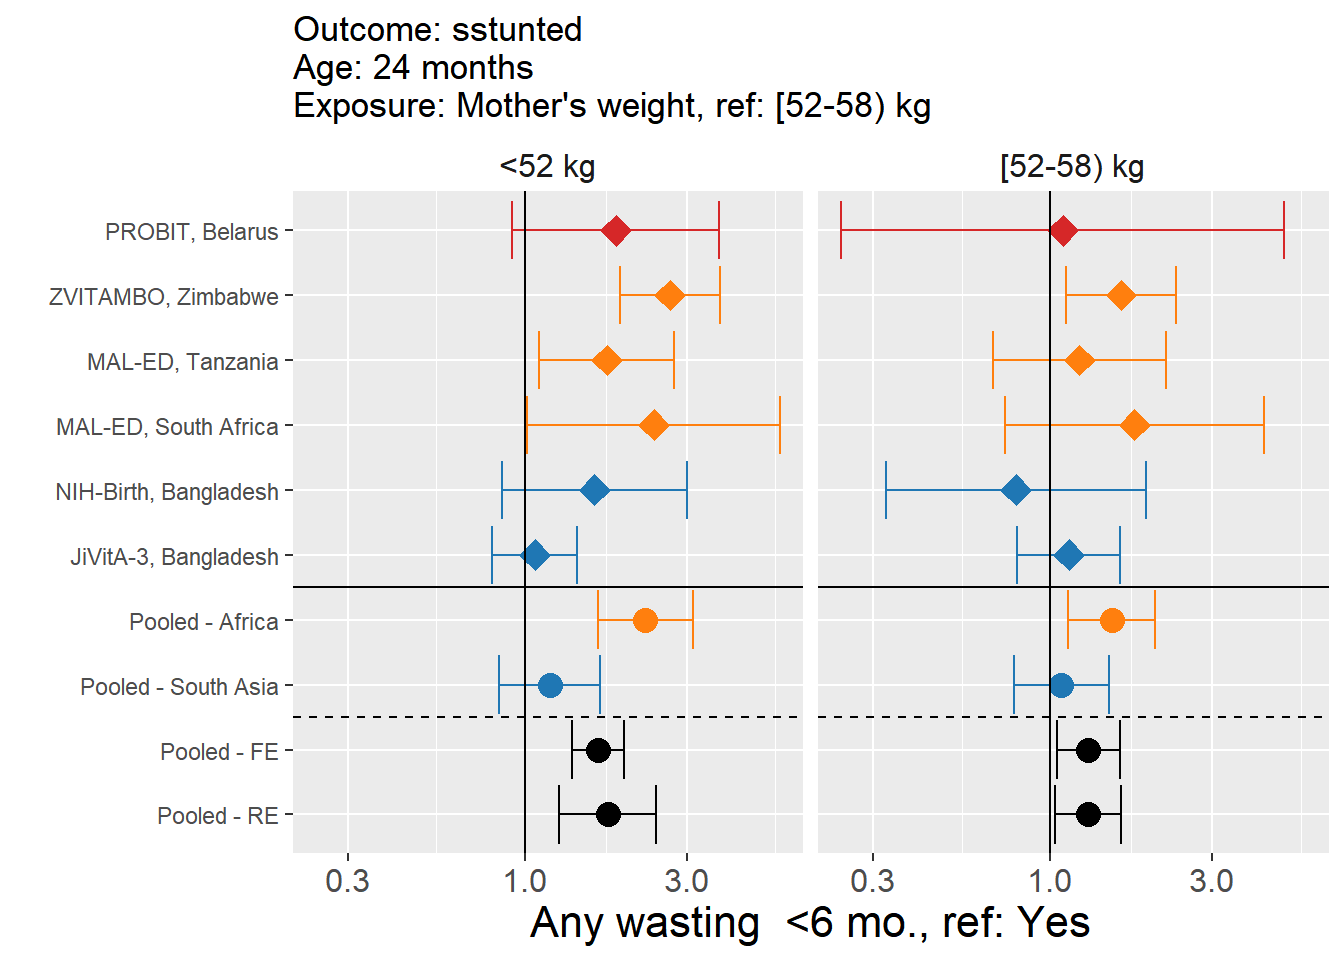 Outcome: sstunted
Age: 24 months
Exposure: Mother's weight, ref: [52-58) kg
<52 kg
[52-58) kg
PROBIT, Belarus
ZVITAMBO, Zimbabwe
MAL-ED, Tanzania
MAL-ED, South Africa
NIH-Birth, Bangladesh
JiVitA-3, Bangladesh
Pooled - Africa
Pooled - South Asia
Pooled - FE
Pooled - RE
0.3 1.0 3.0 0.3 1.0 3.0
Any wasting  <6 mo., ref: Yes